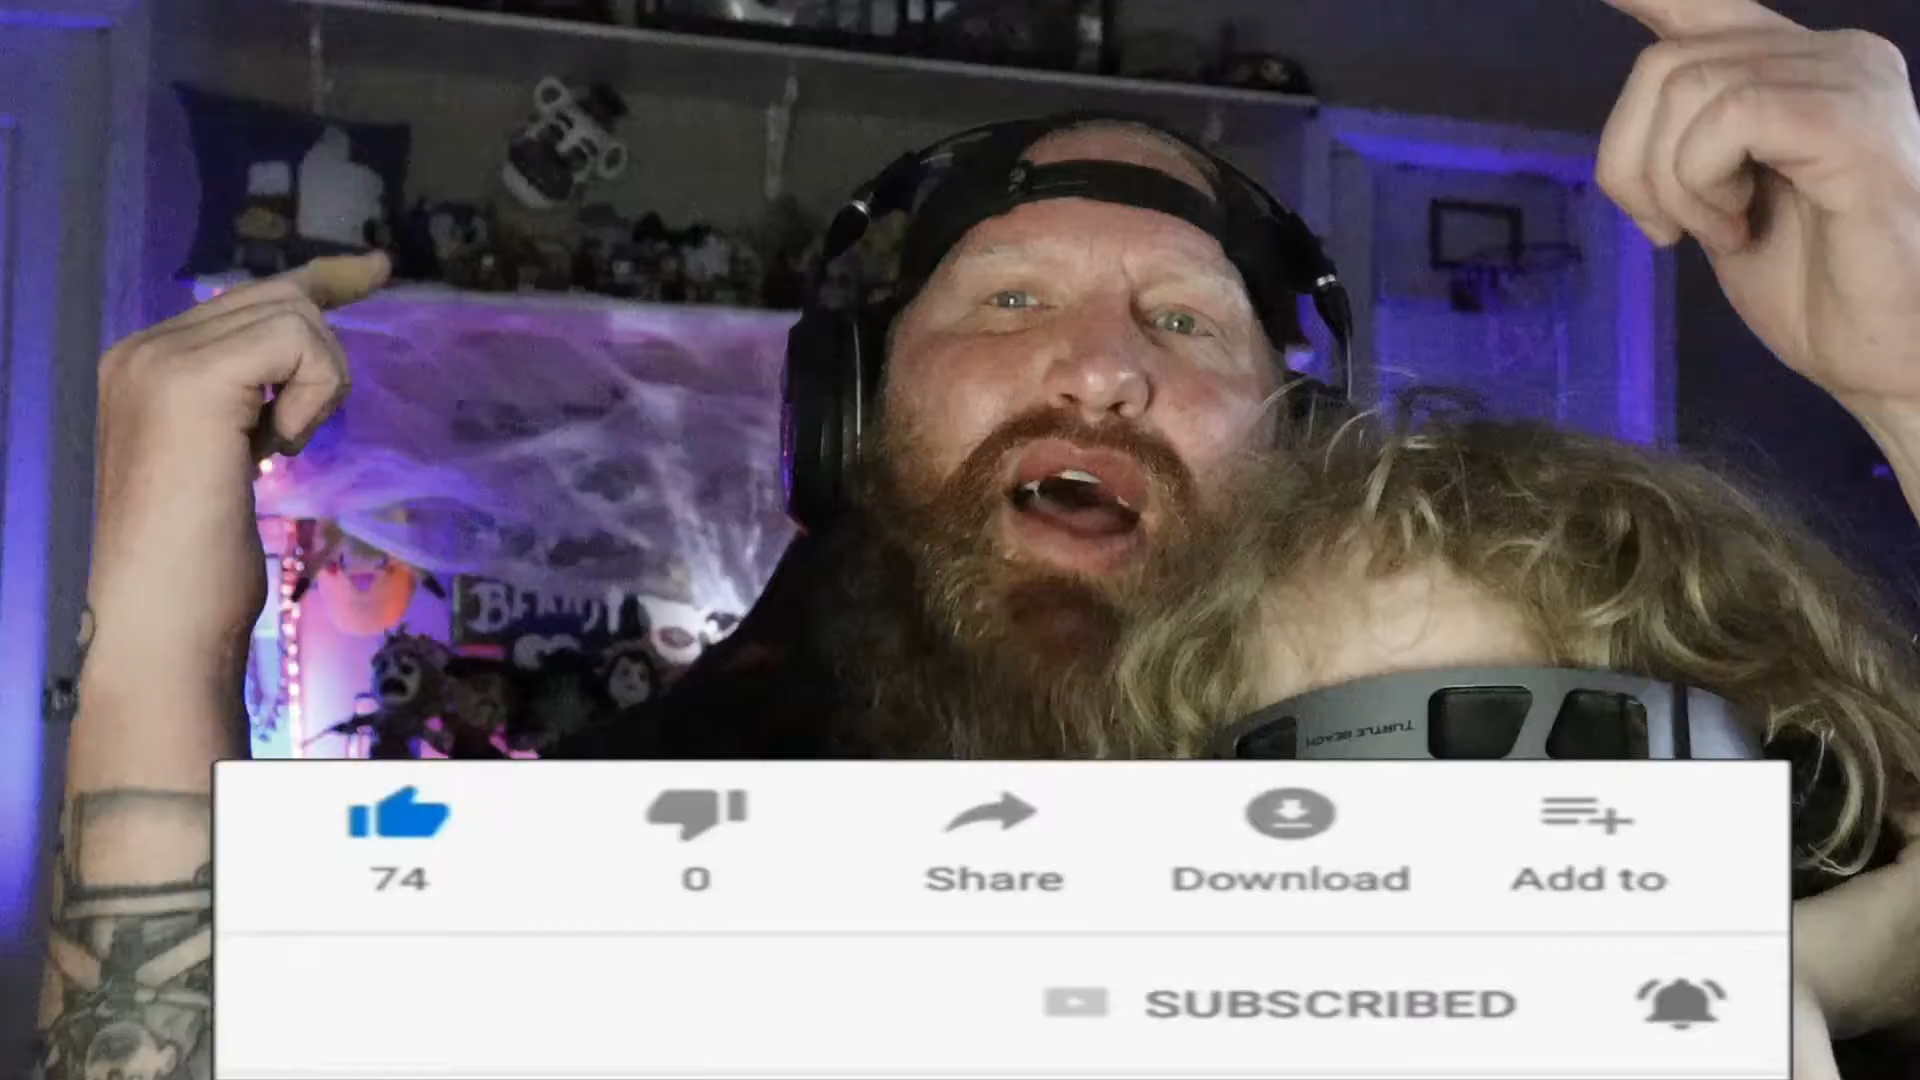 TURTLE BEACH
74
0
Share
Download
Add to
SUBSCRIBED